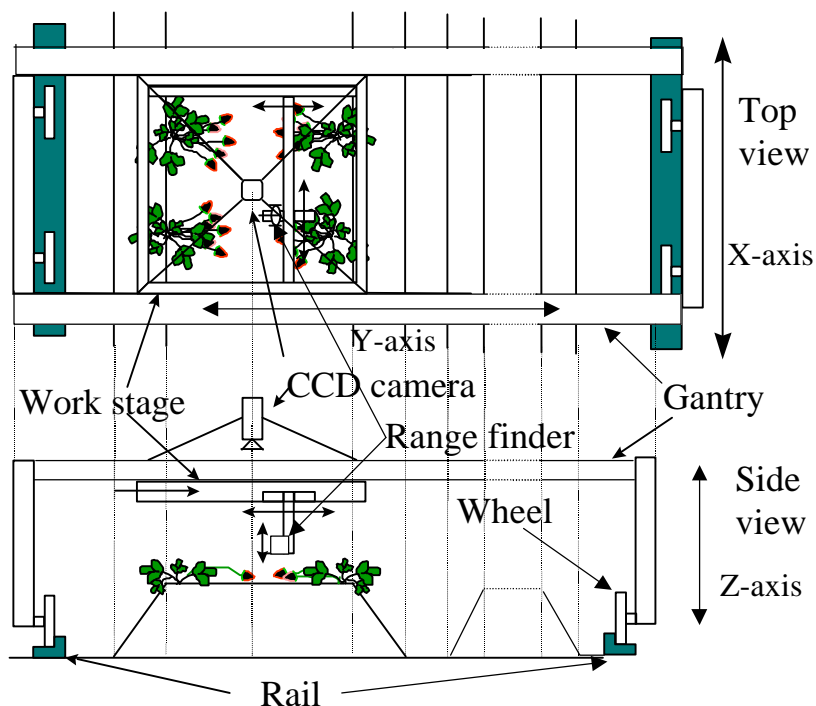 Top
view
X-axis
Y-axis
CCD camera
Work stage
Gantry
Range finder
Side
view
Wheel
Z-axis
Rail